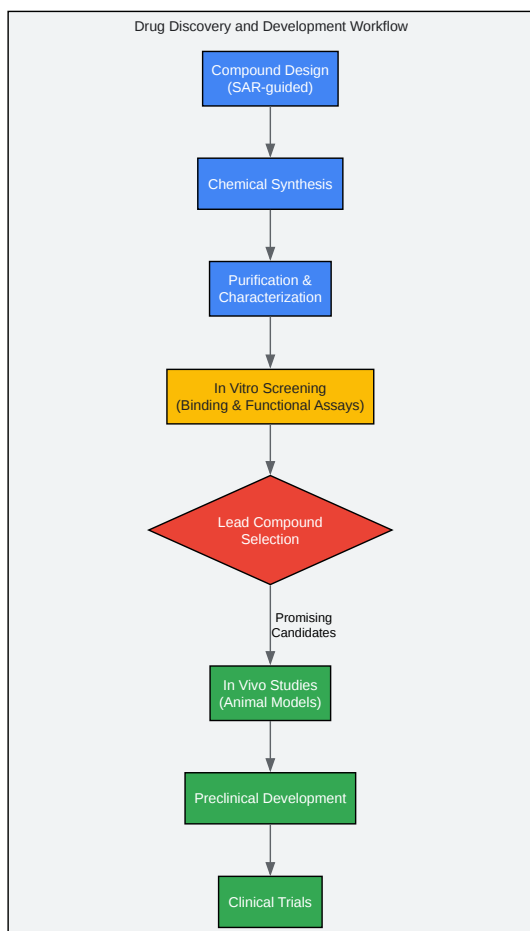 Drug Discovery and Development Workflow
Compound Design
(SAR-guided)
Chemical Synthesis
Purification &
Characterization
In Vitro Screening
(Binding & Functional Assays)
Lead Compound
Selection
Promising
Candidates
In Vivo Studies
(Animal Models)
Preclinical Development
Clinical Trials